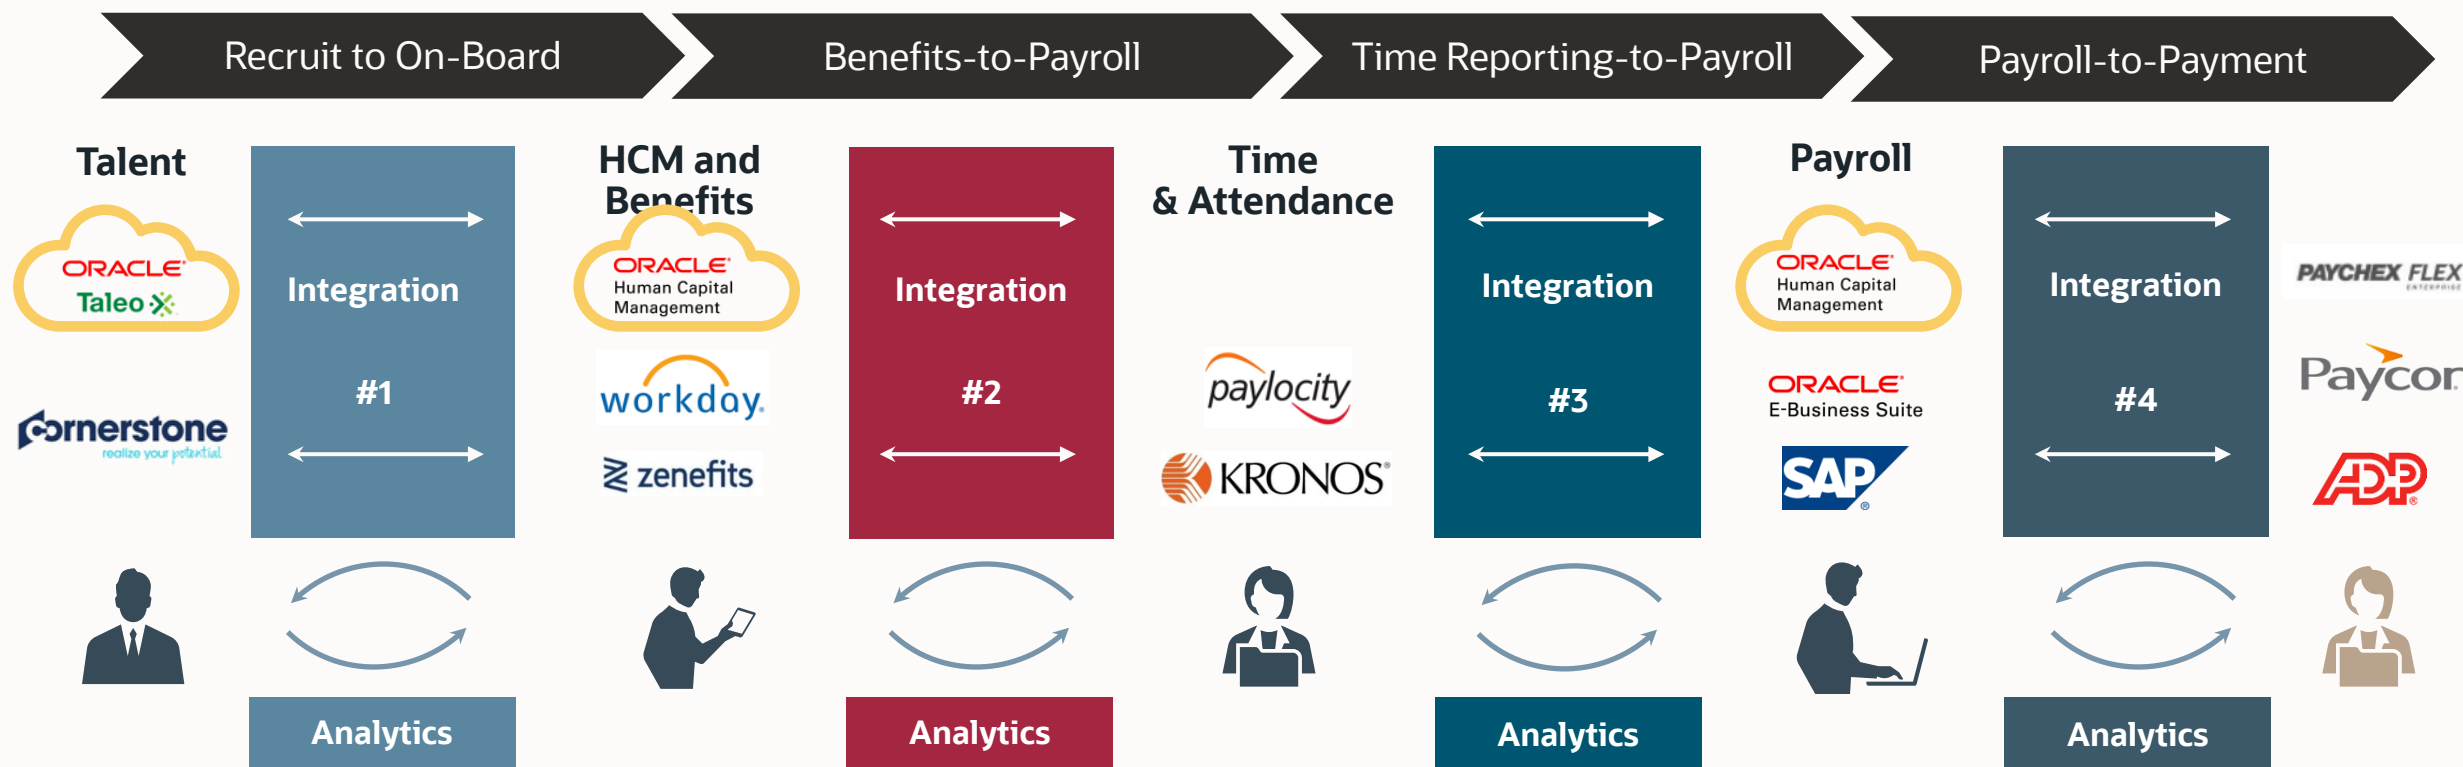 Recruit to On-Board
Benefits-to-Payroll
Time Reporting-to-Payroll
Payroll-to-Payment
Talent
ORACLE
Taleo
cornerstone
realize your potential
Integration
#1
HCM and
Benefits
ORACLE
Human Capital
Management
workday.
zenefits
Integration
#2
Time
& Attendance
paylocity
KRONOS®
Integration
#3
Payroll
ORACLE®
Human Capital
Management
ORACLE®
E-Business Suite
SAP®
Integration
#4
PAYCHEX FLEX
ENTERPRISE
Paycor
ADP®
Analytics
Analytics
Analytics
Analytics